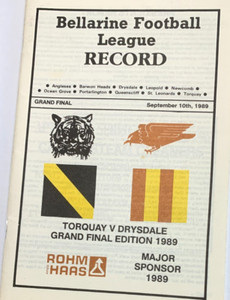 Bellarine Football
League
RECORD
• Anglesea • Barwon Heads • Drysdale • Leopold • Newcomb •
• Ocean Grove • Portarlington • Queenscliff • St. Leonards • Torquay •
GRAND FINAL September 10th, 1989
TORQUAY V DRYSDALE
GRAND FINAL EDITION 1989
ROHM
HAAS
MAJOR
SPONSOR
1989